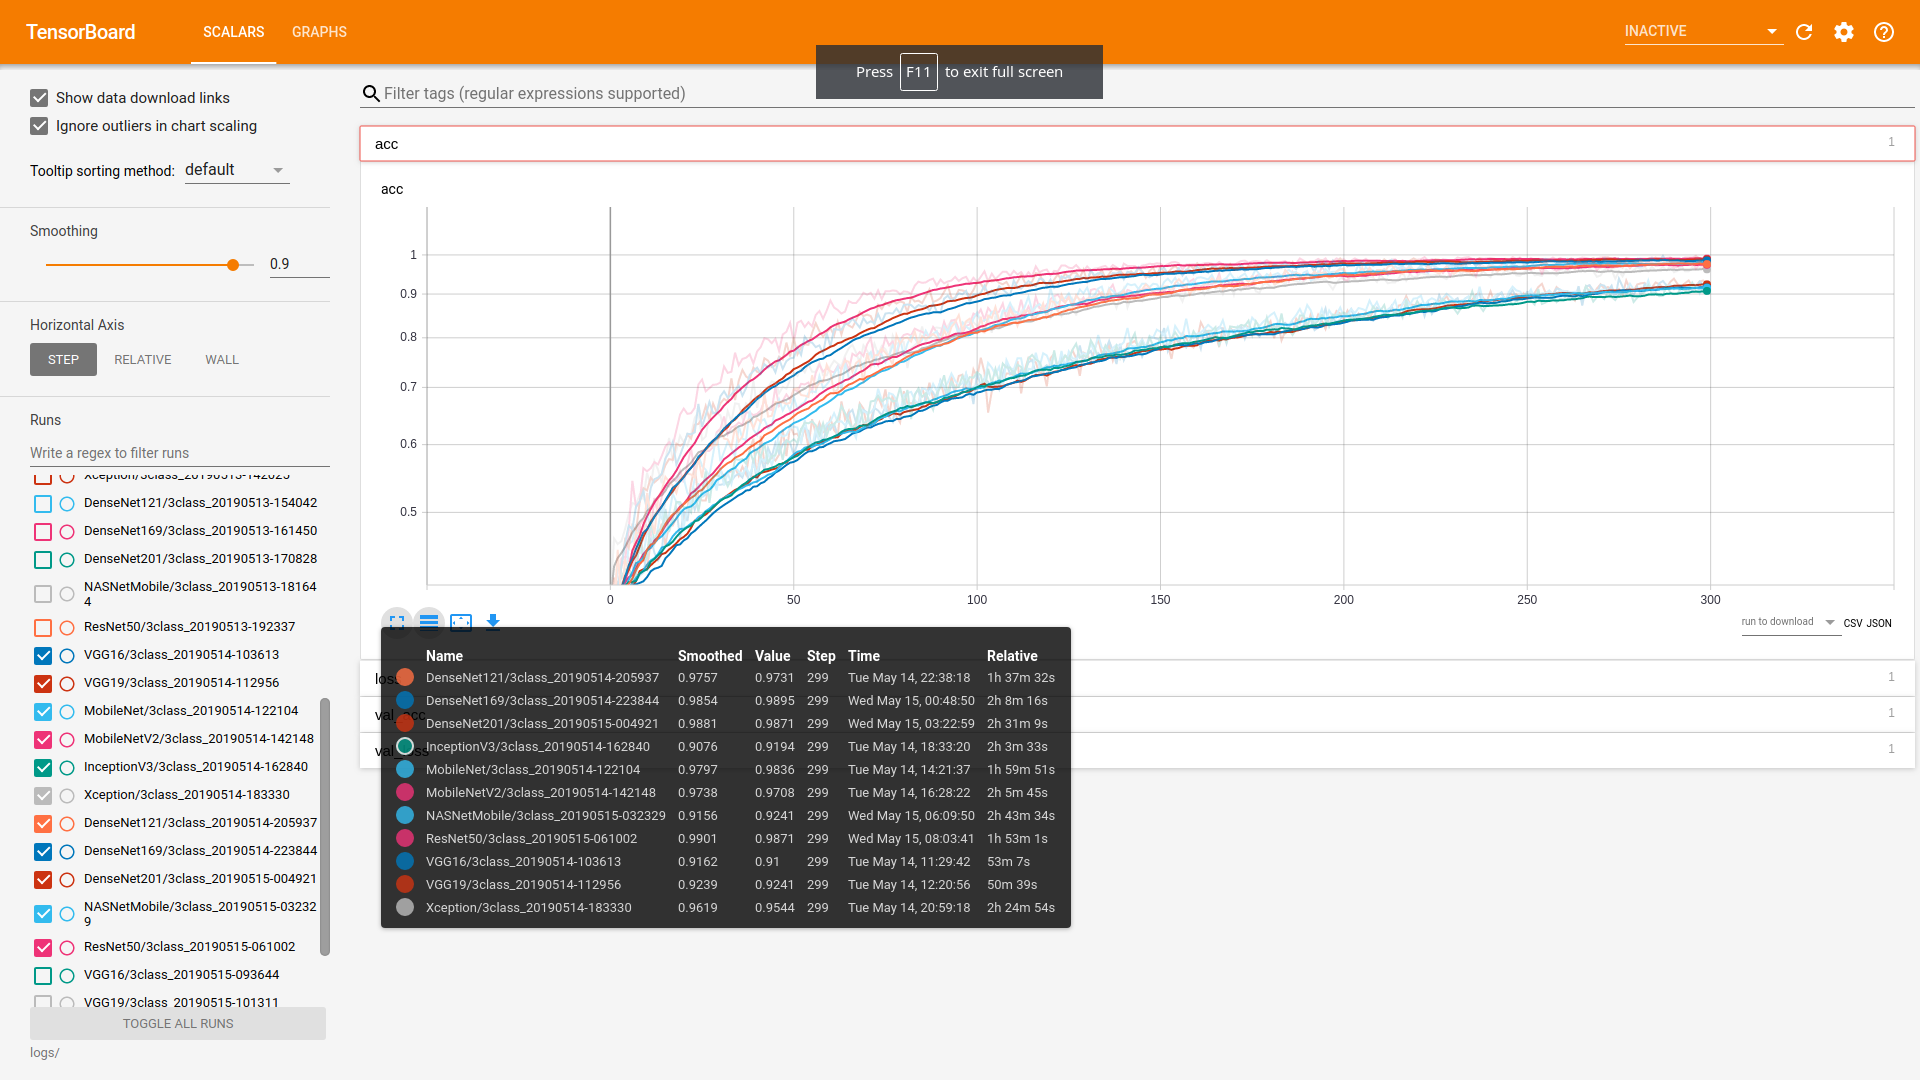 TensorBoard SCALARS GRAPHS INACTIVE
Press F11 to exit full screen
Show data download links
Ignore outliers in chart scaling
Tooltip sorting method: default
Smoothing
0.9
Horizontal Axis
STEP RELATIVE WALL
Runs
Write a regex to filter runs
Xception/3class_20190513-142623
DenseNet121/3class_20190513-154042
DenseNet169/3class_20190513-161450
DenseNet201/3class_20190513-170828
NASNetMobile/3class_20190513-18164
4
ResNet50/3class_20190513-192337
VGG16/3class_20190514-103613
VGG19/3class_20190514-112956
MobileNet/3class_20190514-122104
MobileNetV2/3class_20190514-142148
InceptionV3/3class_20190514-162840
Xception/3class_20190514-183330
DenseNet121/3class_20190514-205937
DenseNet169/3class_20190514-223844
DenseNet201/3class_20190515-004921
NASNetMobile/3class_20190515-03232
9
ResNet50/3class_20190515-061002
VGG16/3class_20190515-093644
VGG19/3class_20190515-101311
TOGGLE ALL RUNS
logs/
Filter tags (regular expressions supported)
acc 1
acc
1
0.9
0.8
0.7
0.6
0.5
0 50 100 150 200 250 300
run to download CSV JSON
loss 1
val_acc 1
val_loss 1
Name Smoothed Value Step Time Relative
DenseNet121/3class_20190514-205937 0.9757 0.9731 299 Tue May 14, 22:38:18 1h 37m 32s
DenseNet169/3class_20190514-223844 0.9854 0.9895 299 Wed May 15, 00:48:50 2h 8m 16s
DenseNet201/3class_20190515-004921 0.9881 0.9871 299 Wed May 15, 03:22:59 2h 31m 9s
InceptionV3/3class_20190514-162840 0.9076 0.9194 299 Tue May 14, 18:33:20 2h 3m 33s
MobileNet/3class_20190514-122104 0.9797 0.9836 299 Tue May 14, 14:21:37 1h 59m 51s
MobileNetV2/3class_20190514-142148 0.9738 0.9708 299 Tue May 14, 16:28:22 2h 5m 45s
NASNetMobile/3class_20190515-032329 0.9156 0.9241 299 Wed May 15, 06:09:50 2h 43m 34s
ResNet50/3class_20190515-061002 0.9901 0.9871 299 Wed May 15, 08:03:41 1h 53m 1s
VGG16/3class_20190514-103613 0.9162 0.91 299 Tue May 14, 11:29:42 53m 7s
VGG19/3class_20190514-112956 0.9239 0.9241 299 Tue May 14, 12:20:56 50m 39s
Xception/3class_20190514-183330 0.9619 0.9544 299 Tue May 14, 20:59:18 2h 24m 54s